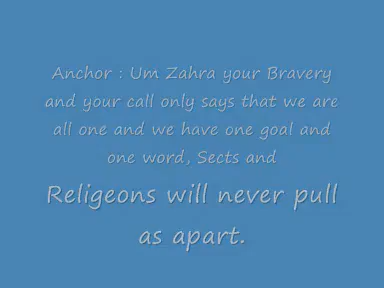 Anchor : Um Zahra your Bravery
and your call only says that we are
all one and we have one goal and
one word, Sects and
Religeons will never pull
as apart.